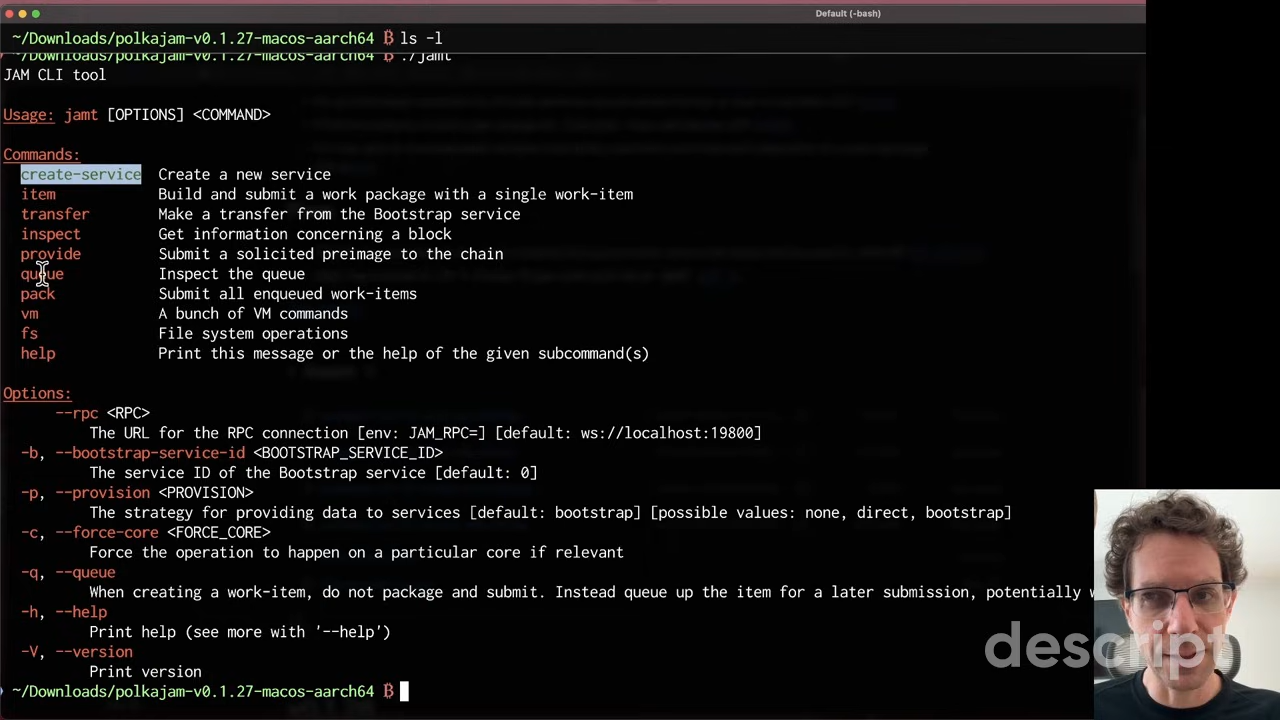 Default (-bash)
~/Downloads/polkajam-v0.1.27-macos-aarch64 ₿ ls -l
~/Downloads/polkajam-v0.1.27-macos-aarch64 ₿ ./jamt
JAM CLI tool
Usage: jamt [OPTIONS] <COMMAND>
Commands:
create-service Create a new service
item Build and submit a work package with a single work-item
transfer Make a transfer from the Bootstrap service
inspect Get information concerning a block
provide Submit a solicited preimage to the chain
queue Inspect the queue
pack Submit all enqueued work-items
vm A bunch of VM commands
fs File system operations
help Print this message or the help of the given subcommand(s)
Options:
--rpc <RPC>
The URL for the RPC connection [env: JAM_RPC=] [default: ws://localhost:19800]
-b, --bootstrap-service-id <BOOTSTRAP_SERVICE_ID>
The service ID of the Bootstrap service [default: 0]
-p, --provision <PROVISION>
The strategy for providing data to services [default: bootstrap] [possible values: none, direct, bootstrap]
-c, --force-core <FORCE_CORE>
Force the operation to happen on a particular core if relevant
-q, --queue
When creating a work-item, do not package and submit. Instead queue up the item for a later submission, potentially
-h, --help
Print help (see more with '--help')
-V, --version
Print version
~/Downloads/polkajam-v0.1.27-macos-aarch64 ₿
descript